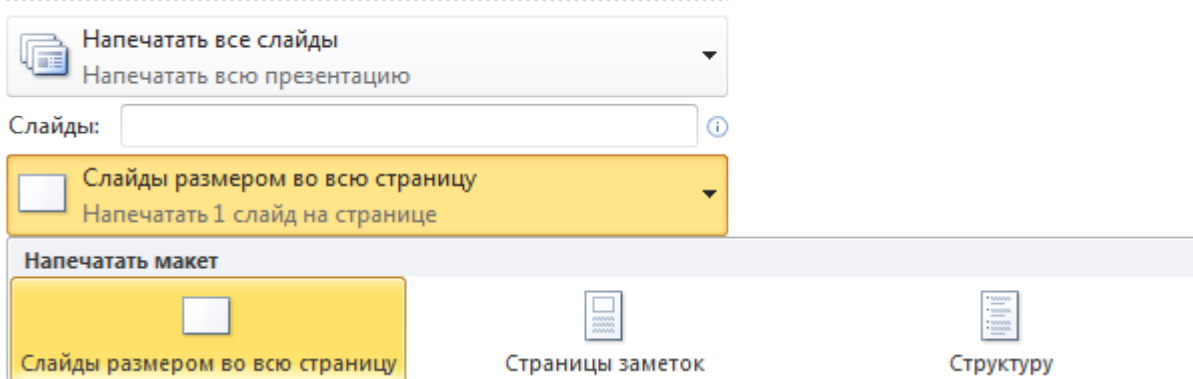 Напечатать все слайды
Напечатать всю презентацию
Слайды:
Слайды размером во всю страницу
Напечатать 1 слайд на странице
Напечатать макет
Слайды размером во всю страницу
Страницы заметок
Структуру